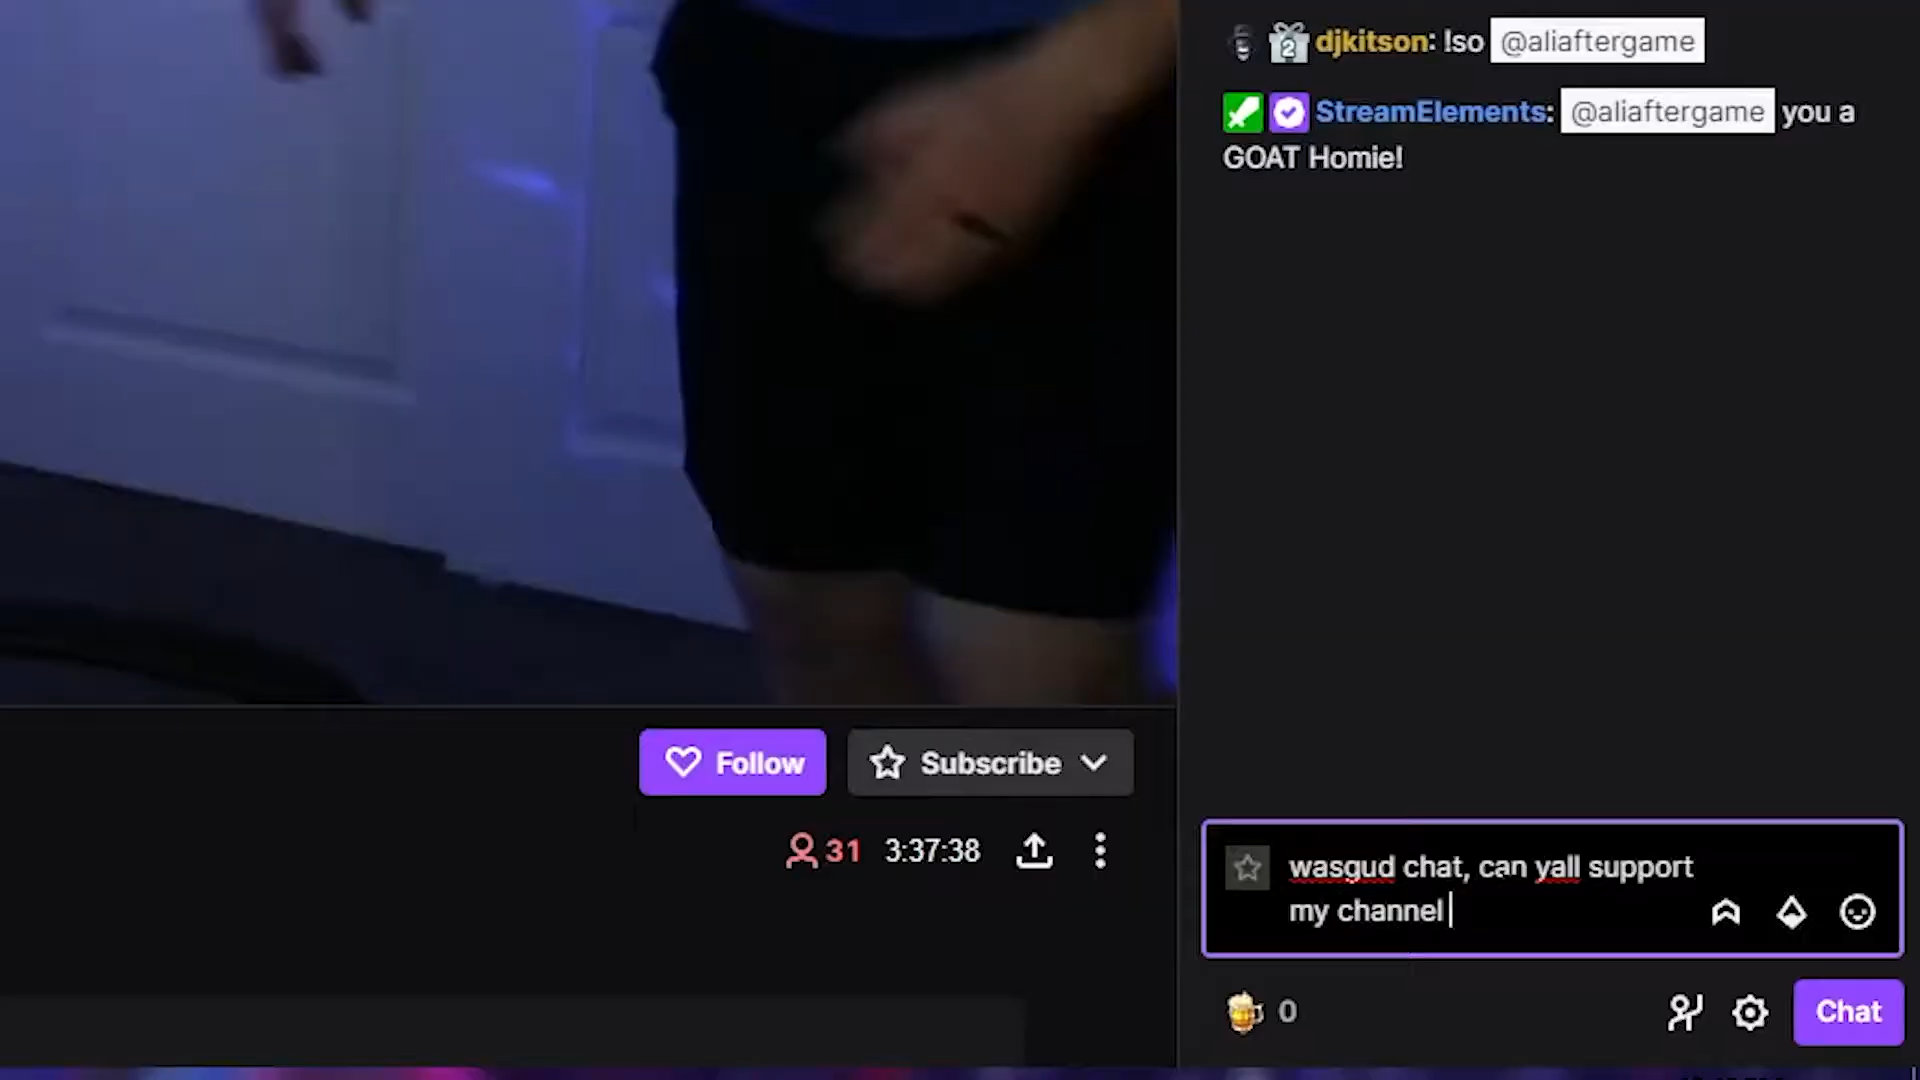 djkitson: !so @aliaftergame
StreamElements: @aliaftergame you a
GOAT Homie!
Follow
Subscribe
31 3:37:38
wasgud chat, can yall support
my channel
0
Chat